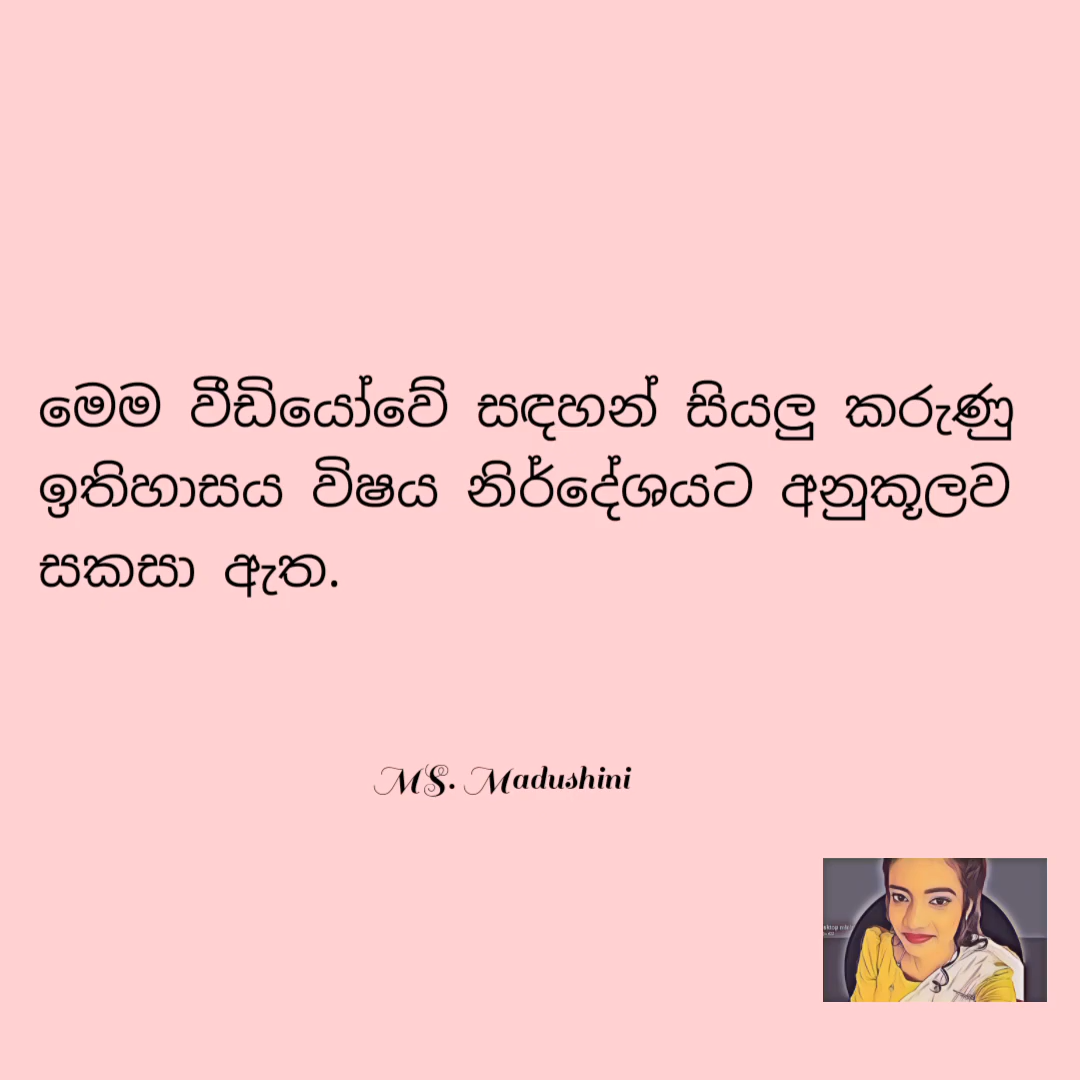 මෙම වීඩියෝවේ සඳහන් සියලු කරුණු
ඉතිහාසය විෂය නිර්දේශයට අනුකූලව
සකසා ඇත.
MS. Madushini